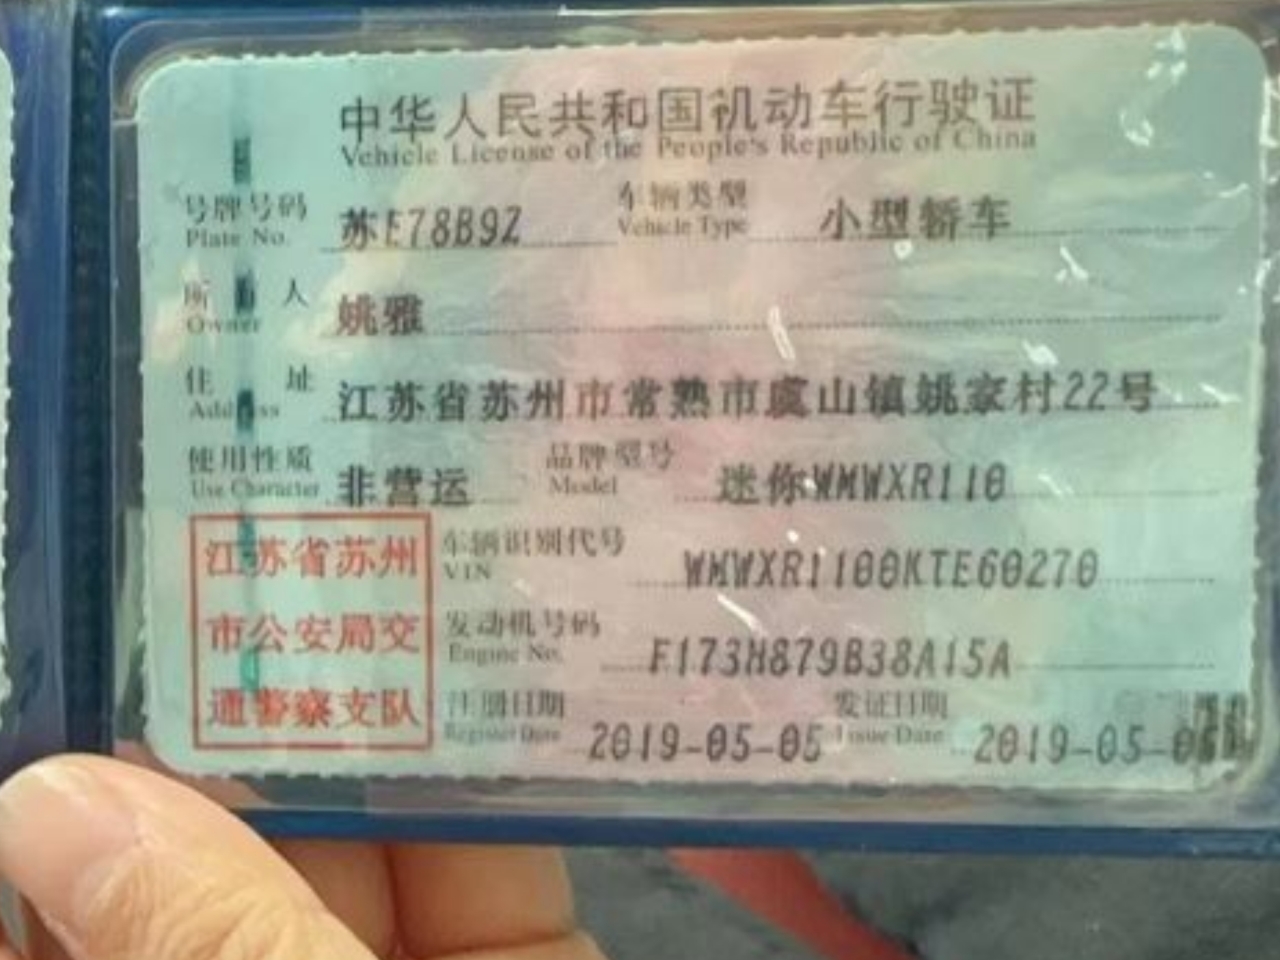 中华人民共和国机动车行驶证
Vehicle License of the People's Republic of China
号牌号码 苏E78B9Z 车辆类型 小型轿车
Plate No. Vehicle Type
所 人 姚雅
Owner
住 址 江苏省苏州市常熟市虞山镇姚家村22号
Address
使用性质 非营运 品牌型号 迷你WMWXR110
Use Character Model
江苏省苏州 车辆识别代号 WMWXR1100KTE60270
VIN
市公安局交 发动机号码 F173H879B38A15A
Engine No.
通警察支队 注册日期 2019-05-05 发证日期 2019-05-0
Register Date Issue Date